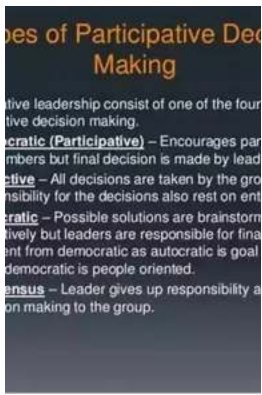 pes of Participative Dec
Making
ative leadership consist of one of the four
tive decision making.
ocratic (Participative) – Encourages par
mbers but final decision is made by lead
ctive – All decisions are taken by the gro
nsibility for the decisions also rest on ent
cratic – Possible solutions are brainstorm
tively but leaders are responsible for fina
ent from democratic as autocratic is goal
democratic is people oriented.
ensus – Leader gives up responsibility a
on making to the group.